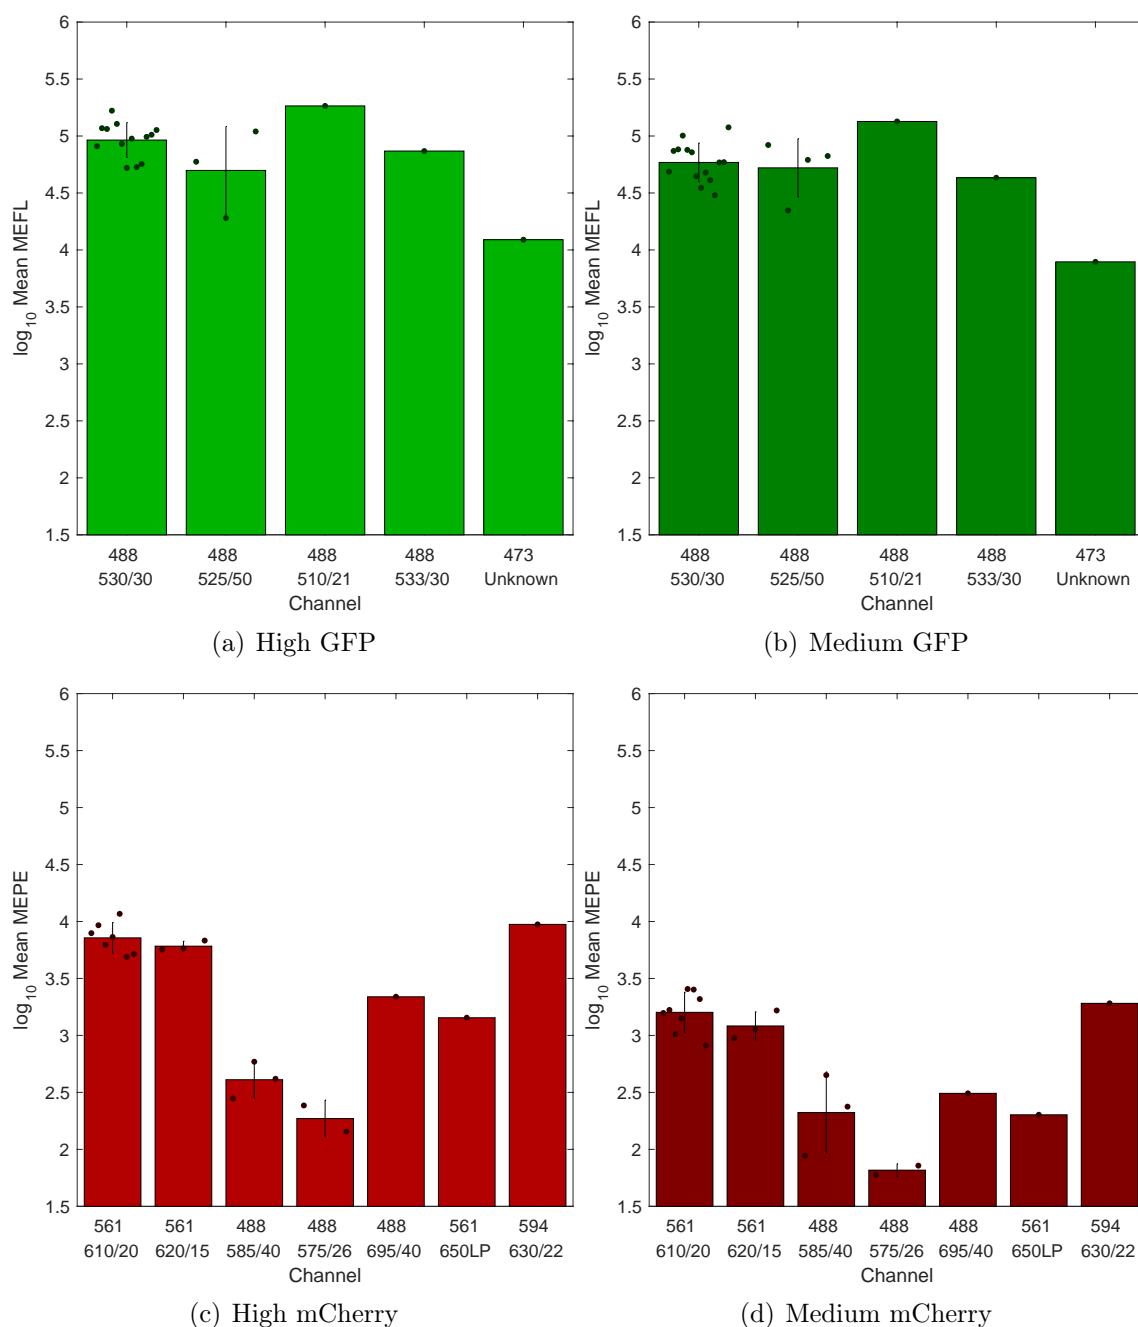 6
5.5
5
4.5
4
3.5
3
2.5
2
1.5
log10 Mean MEFL
488 488 488 488 473
530/30 525/50 510/21 533/30 Unknown
Channel
(a) High GFP
6
5.5
5
4.5
4
3.5
3
2.5
2
1.5
log10 Mean MEFL
488 488 488 488 473
530/30 525/50 510/21 533/30 Unknown
Channel
(b) Medium GFP
6
5.5
5
4.5
4
3.5
3
2.5
2
1.5
log10 Mean MEPE
561 561 488 488 488 561 594
610/20 620/15 585/40 575/26 695/40 650LP 630/22
Channel
(c) High mCherry
6
5.5
5
4.5
4
3.5
3
2.5
2
1.5
log10 Mean MEPE
561 561 488 488 488 561 594
610/20 620/15 585/40 575/26 695/40 650LP 630/22
Channel
(d) Medium mCherry